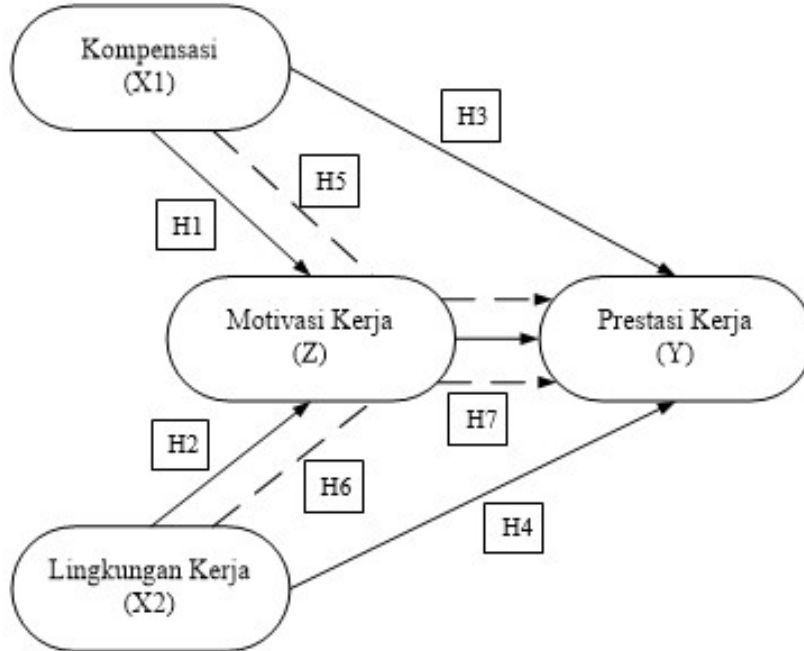 Kompensasi
(X1)
H3
H5
H1
Motivasi Kerja
(Z)
Prestasi Kerja
(Y)
H7
H2
H6
H4
Lingkungan Kerja
(X2)